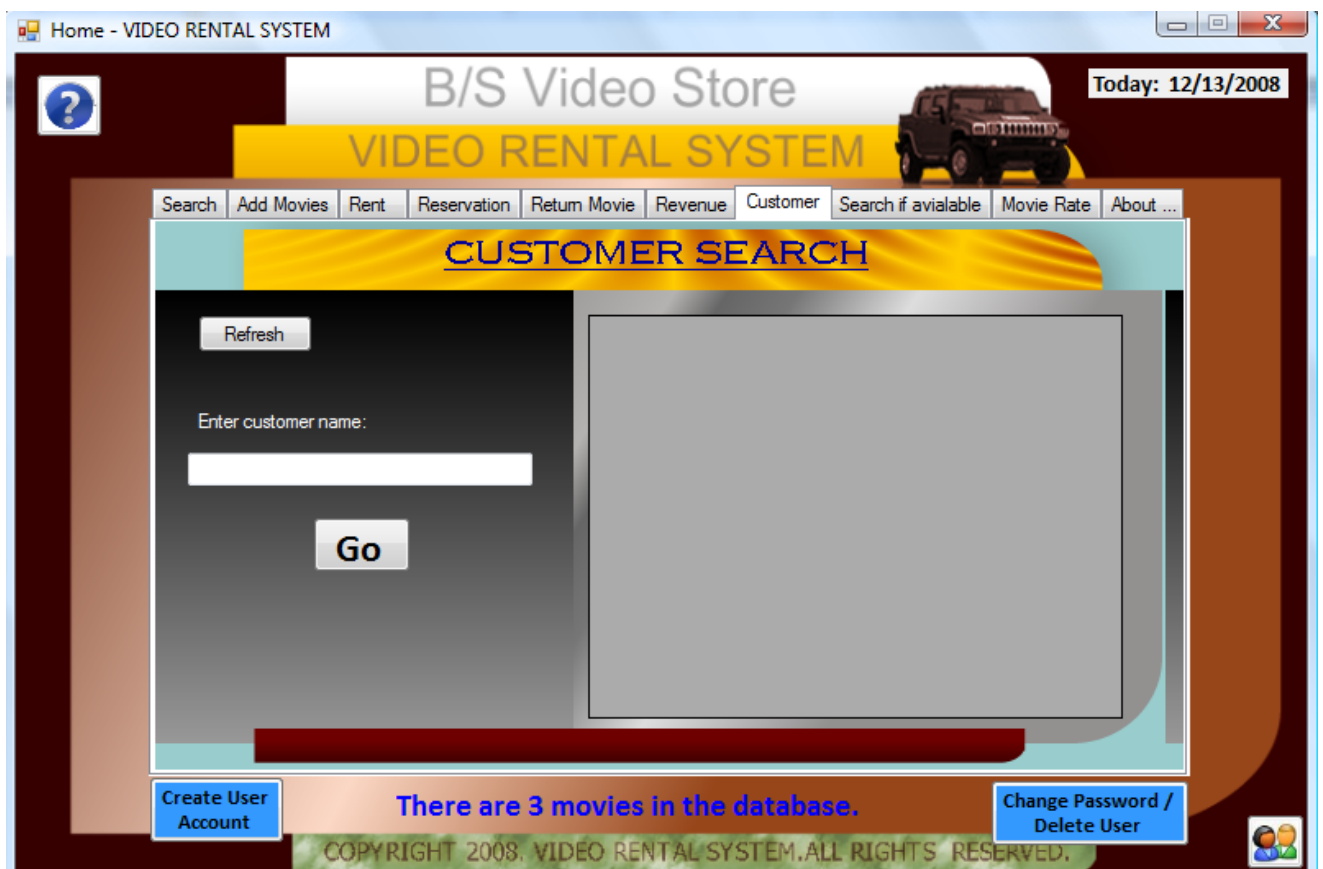 Home - VIDEO RENTAL SYSTEM
B/S Video Store
Today: 12/13/2008
VIDEO RENTAL SYSTEM
Search Add Movies Rent Reservation Return Movie Revenue Customer Search if avialable Movie Rate About ...
CUSTOMER SEARCH
Refresh
Enter customer name:
Go
Create User
Account
There are 3 movies in the database.
Change Password /
Delete User
COPYRIGHT 2008. VIDEO RENTAL SYSTEM.ALL RIGHTS RESERVED.